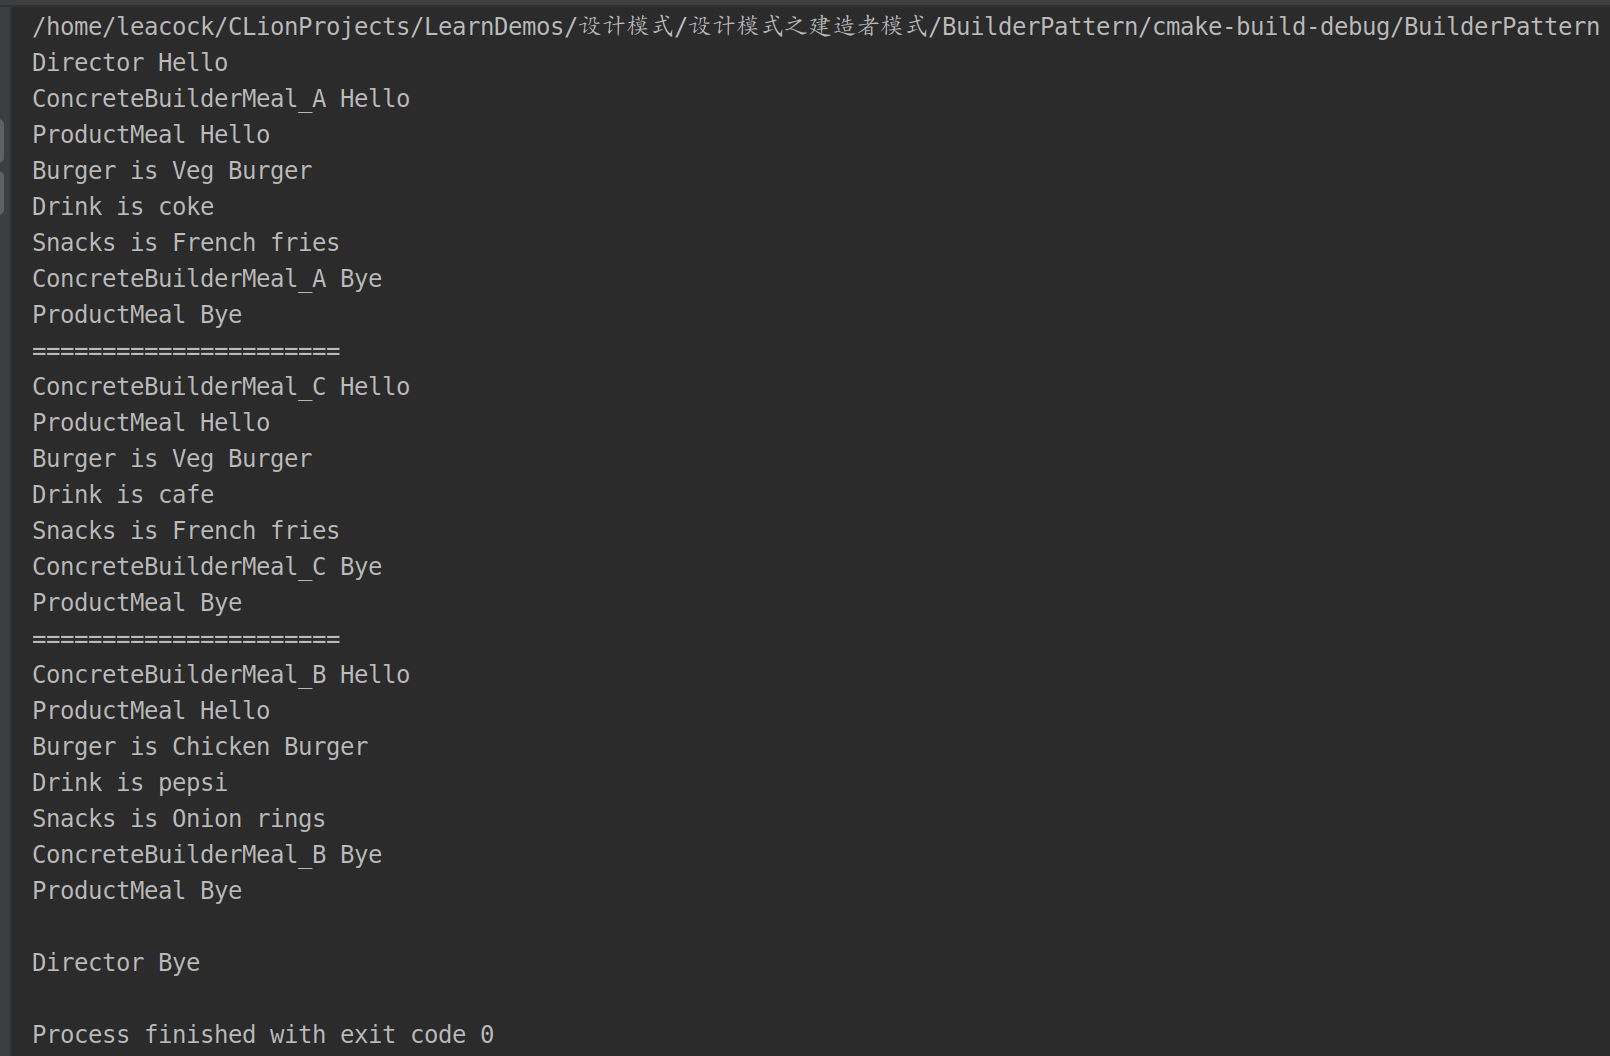 /home/leacock/CLionProjects/LearnDemos/设计模式/设计模式之建造者模式/BuilderPattern/cmake-build-debug/BuilderPattern
Director Hello
ConcreteBuilderMeal_A Hello
ProductMeal Hello
Burger is Veg Burger
Drink is coke
Snacks is French fries
ConcreteBuilderMeal_A Bye
ProductMeal Bye
======================
ConcreteBuilderMeal_C Hello
ProductMeal Hello
Burger is Veg Burger
Drink is cafe
Snacks is French fries
ConcreteBuilderMeal_C Bye
ProductMeal Bye
======================
ConcreteBuilderMeal_B Hello
ProductMeal Hello
Burger is Chicken Burger
Drink is pepsi
Snacks is Onion rings
ConcreteBuilderMeal_B Bye
ProductMeal Bye
Director Bye
Process finished with exit code 0